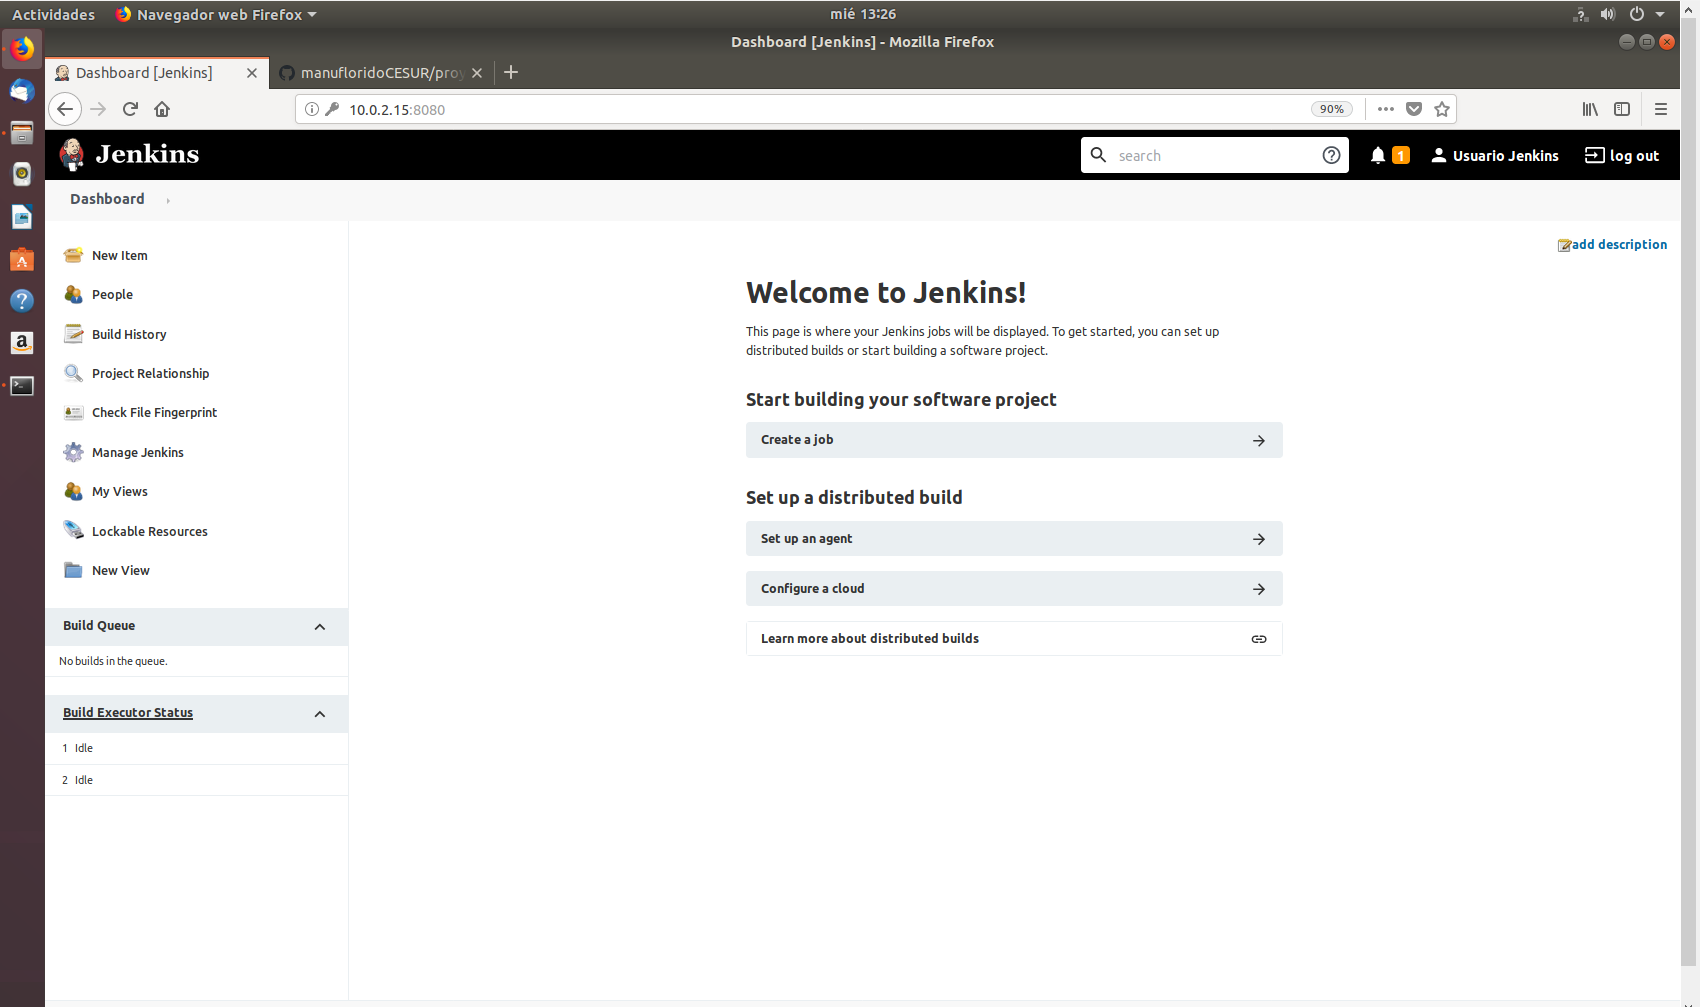 Actividades
Navegador web Firefox
mié 13:26
Dashboard [Jenkins] - Mozilla Firefox
Dashboard [Jenkins]
manufloridoCESUR/proy
10.0.2.15:8080
90%
Jenkins
search
1
Usuario Jenkins
log out
Dashboard
New Item
People
Build History
Project Relationship
Check File Fingerprint
Manage Jenkins
My Views
Lockable Resources
New View
Build Queue
No builds in the queue.
Build Executor Status
1 Idle
2 Idle
add description
Welcome to Jenkins!
This page is where your Jenkins jobs will be displayed. To get started, you can set up
distributed builds or start building a software project.
Start building your software project
Create a job
Set up a distributed build
Set up an agent
Configure a cloud
Learn more about distributed builds